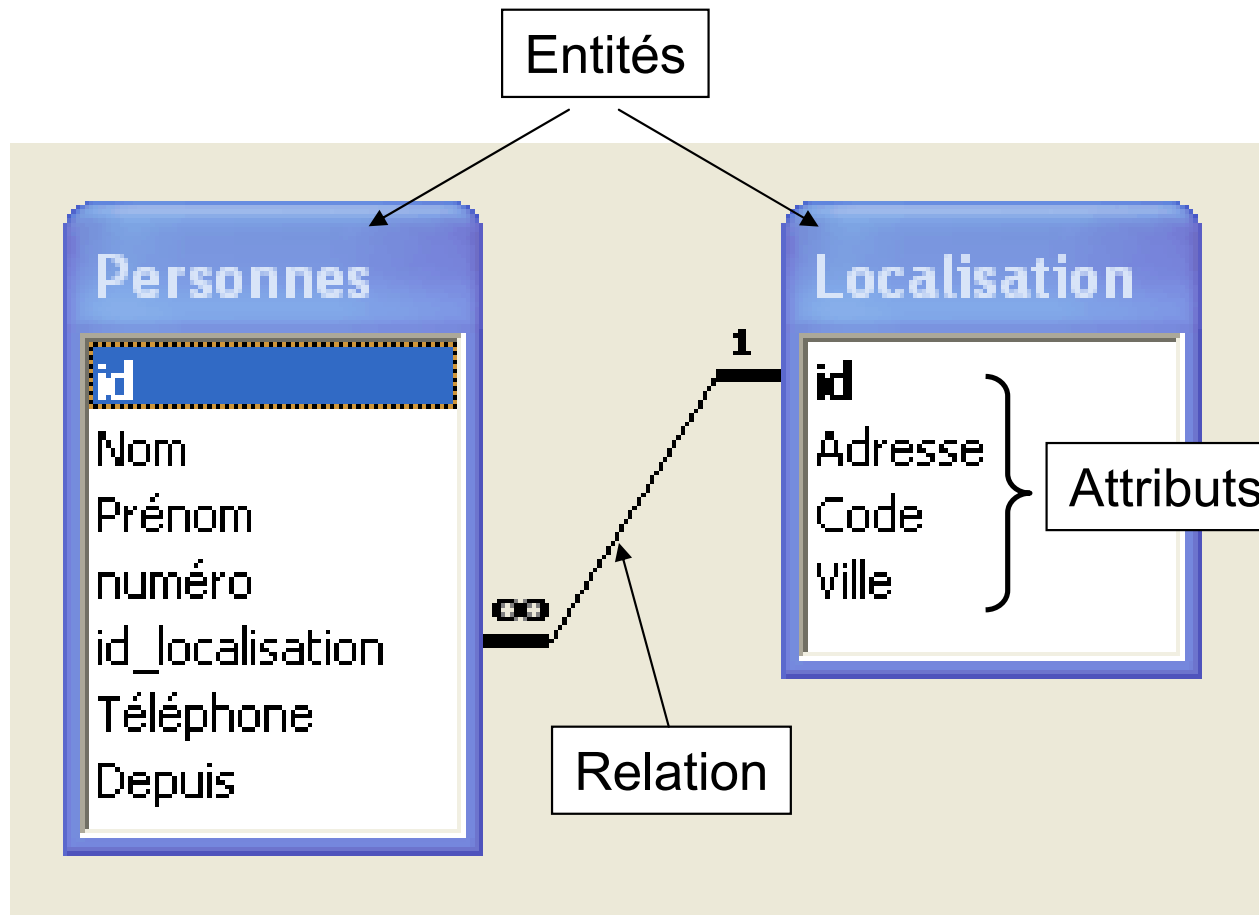 Entités
Personnes
id
Nom
Prénom
numéro
id_localisation
Téléphone
Depuis
1
∞
Localisation
id
Adresse
Code
Ville
Attributs
Relation